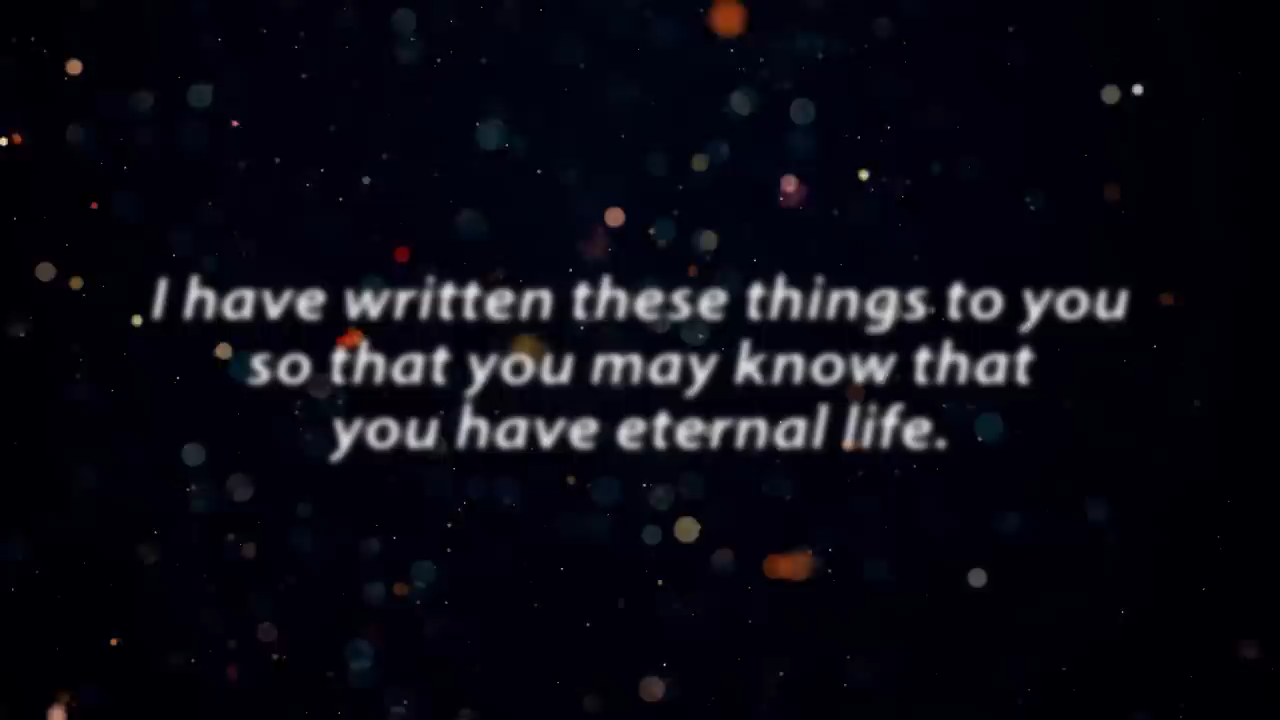 I have written these things to you
so that you may know that
you have eternal life.